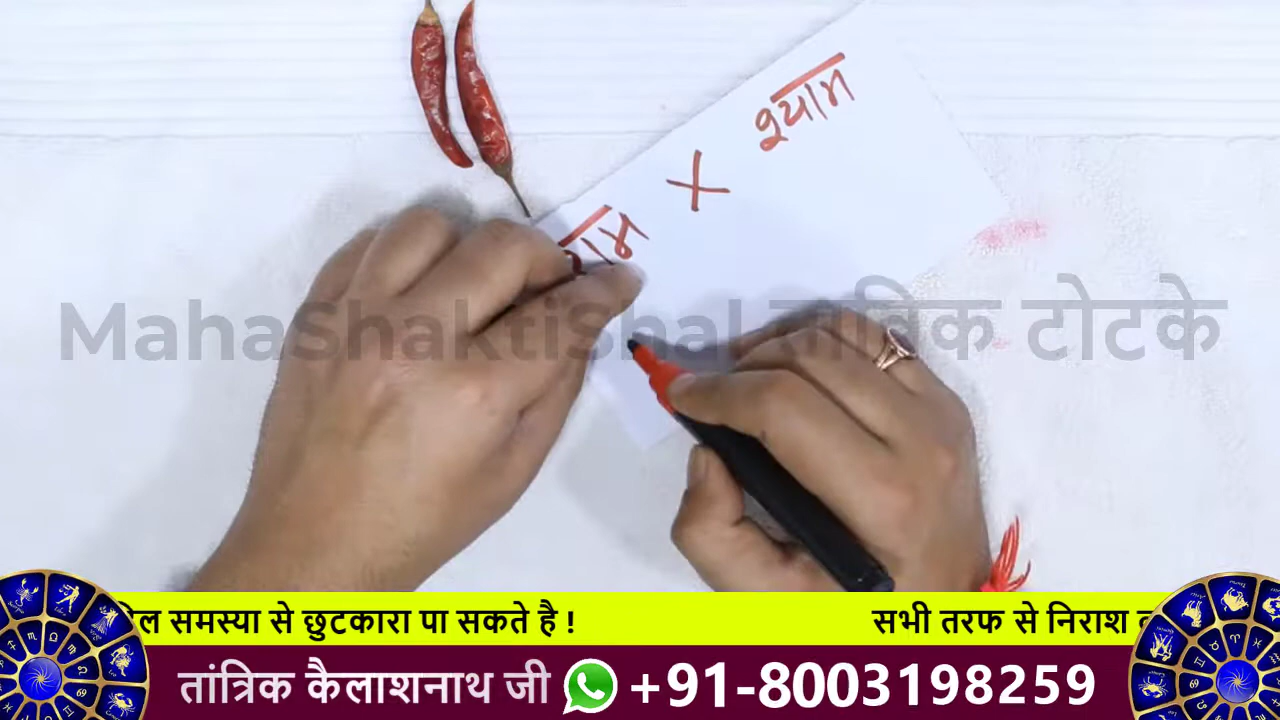 श्याम
X
राम
MahaShaktiShal तांत्रिक टोटके
समस्या से छुटकारा पा सकते है ! सभी तरफ से निराश
तांत्रिक कैलाशनाथ जी +91-8003198259